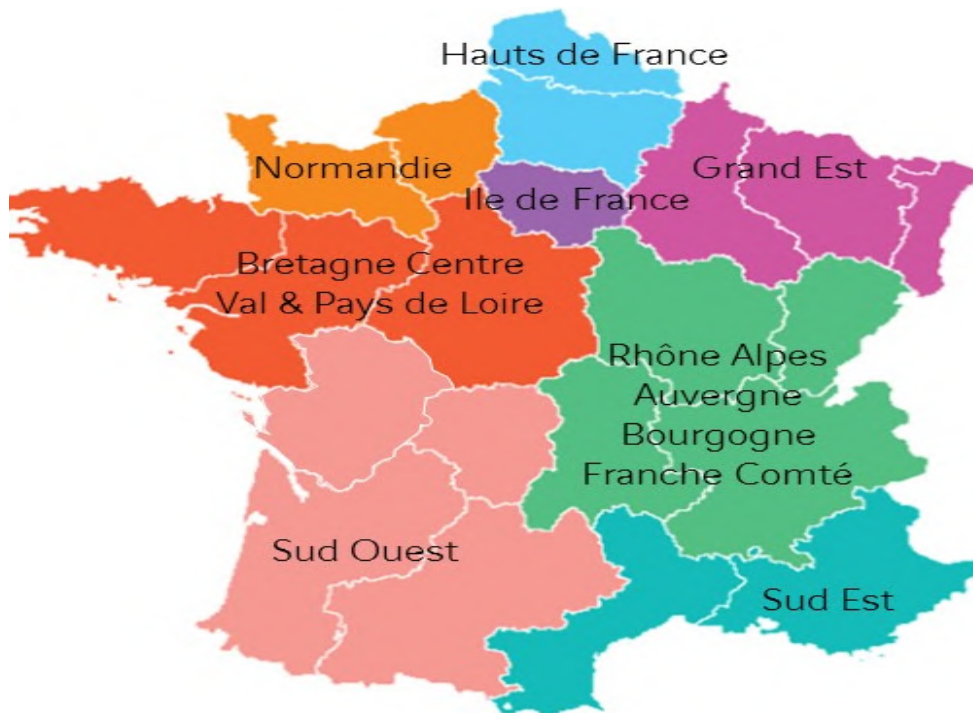 Hauts de France
Normandie
Grand Est
Ile de France
Bretagne Centre
Val & Pays de Loire
Rhône Alpes
Auvergne
Bourgogne
Franche Comté
Sud Ouest
Sud Est